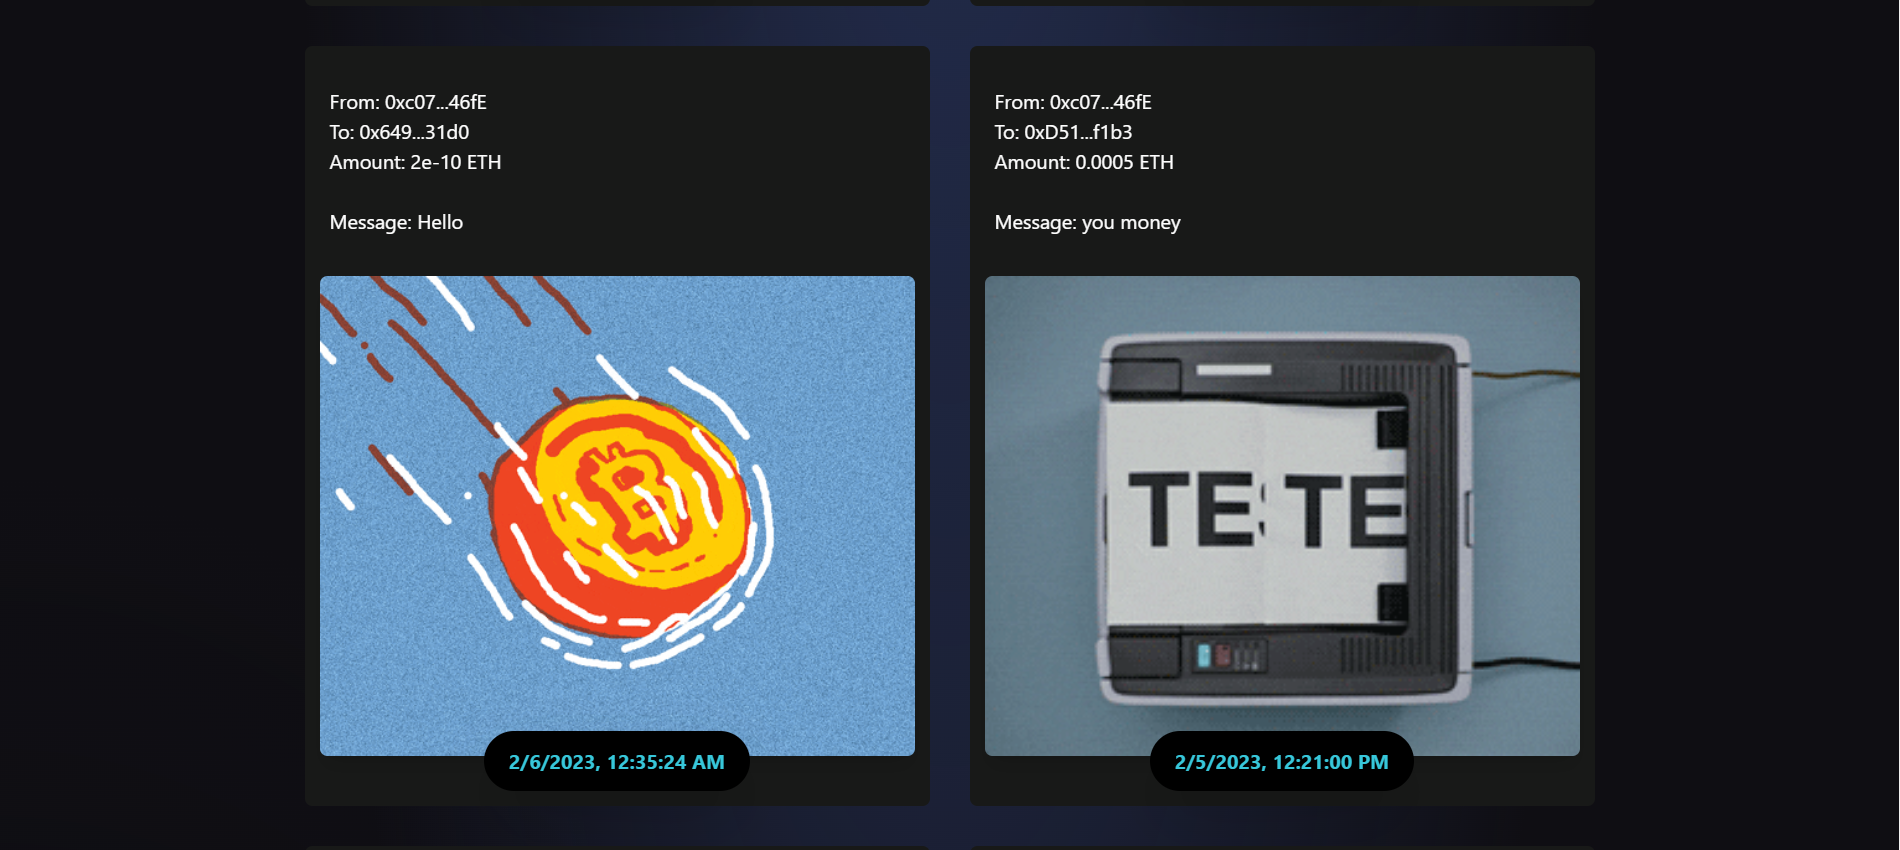 From: 0xc07...46fE
To: 0x649...31d0
Amount: 2e-10 ETH
Message: Hello
2/6/2023, 12:35:24 AM
From: 0xc07...46fE
To: 0xD51...f1b3
Amount: 0.0005 ETH
Message: you money
TES TE
2/5/2023, 12:21:00 PM